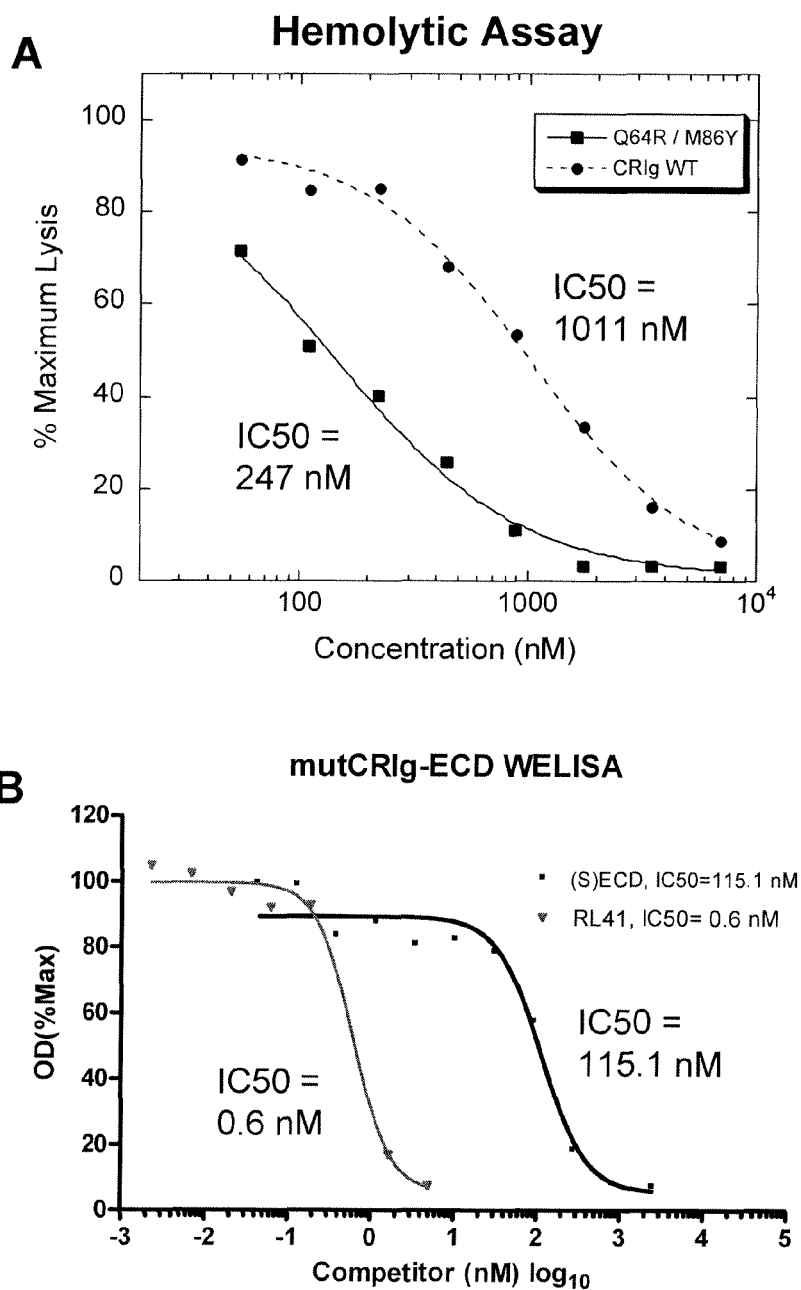 A
Hemolytic Assay
100
80
60
40
20
0
% Maximum Lysis
Q64R / M86Y
CRIg WT
IC50 =
1011 nM
IC50 =
247 nM
100
1000
10⁴
Concentration (nM)
B
mutCRIg-ECD WELISA
120
100
80
60
40
20
0
OD(%Max)
(S)ECD, IC50=115.1 nM
RL41, IC50= 0.6 nM
IC50 =
115.1 nM
IC50 =
0.6 nM
-3 -2 -1 0 1 2 3 4 5
Competitor (nM) log₁₀